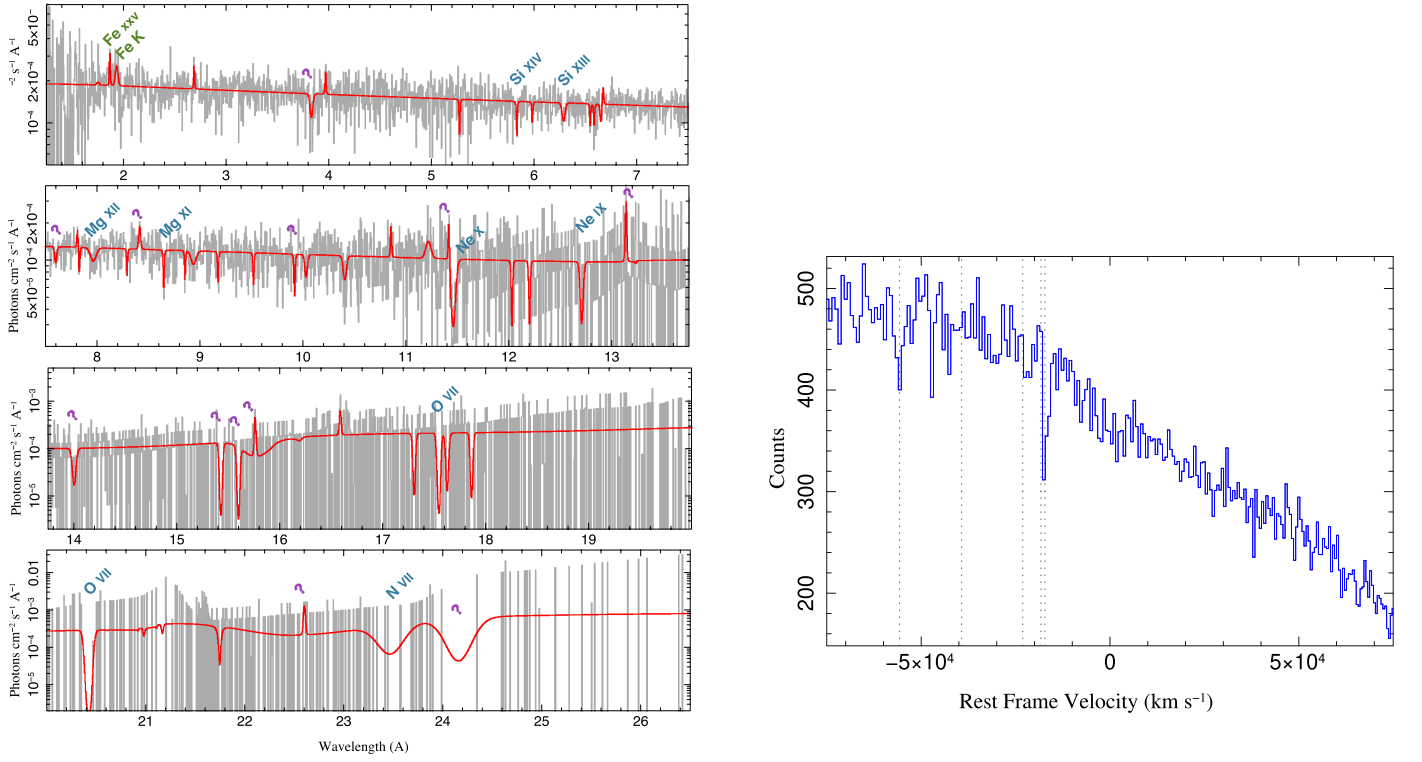 Fe XXV
Fe K
?
Si XIV
Si XIII
5×10⁻
2×10⁻⁴
10⁻⁴
⁻² s⁻¹ A⁻¹
2 3 4 5 6 7
?
Mg XII
?
Mg XI
?
?
Ne X
Ne IX
?
2×10⁻⁴
10⁻⁴
5×10⁻⁵
Photons cm⁻² s⁻¹ A⁻¹
8 9 10 11 12 13
?
?
?
?
O VII
10⁻³
10⁻⁴
10⁻⁵
Photons cm⁻² s⁻¹ A⁻¹
14 15 16 17 18 19
O VII
?
N VII
?
0.01
10⁻³
10⁻⁴
10⁻⁵
Photons cm⁻² s⁻¹ A⁻¹
21 22 23 24 25 26
Wavelength (A)
500
400
300
200
Counts
−5×10⁴ 0 5×10⁴
Rest Frame Velocity (km s⁻¹)